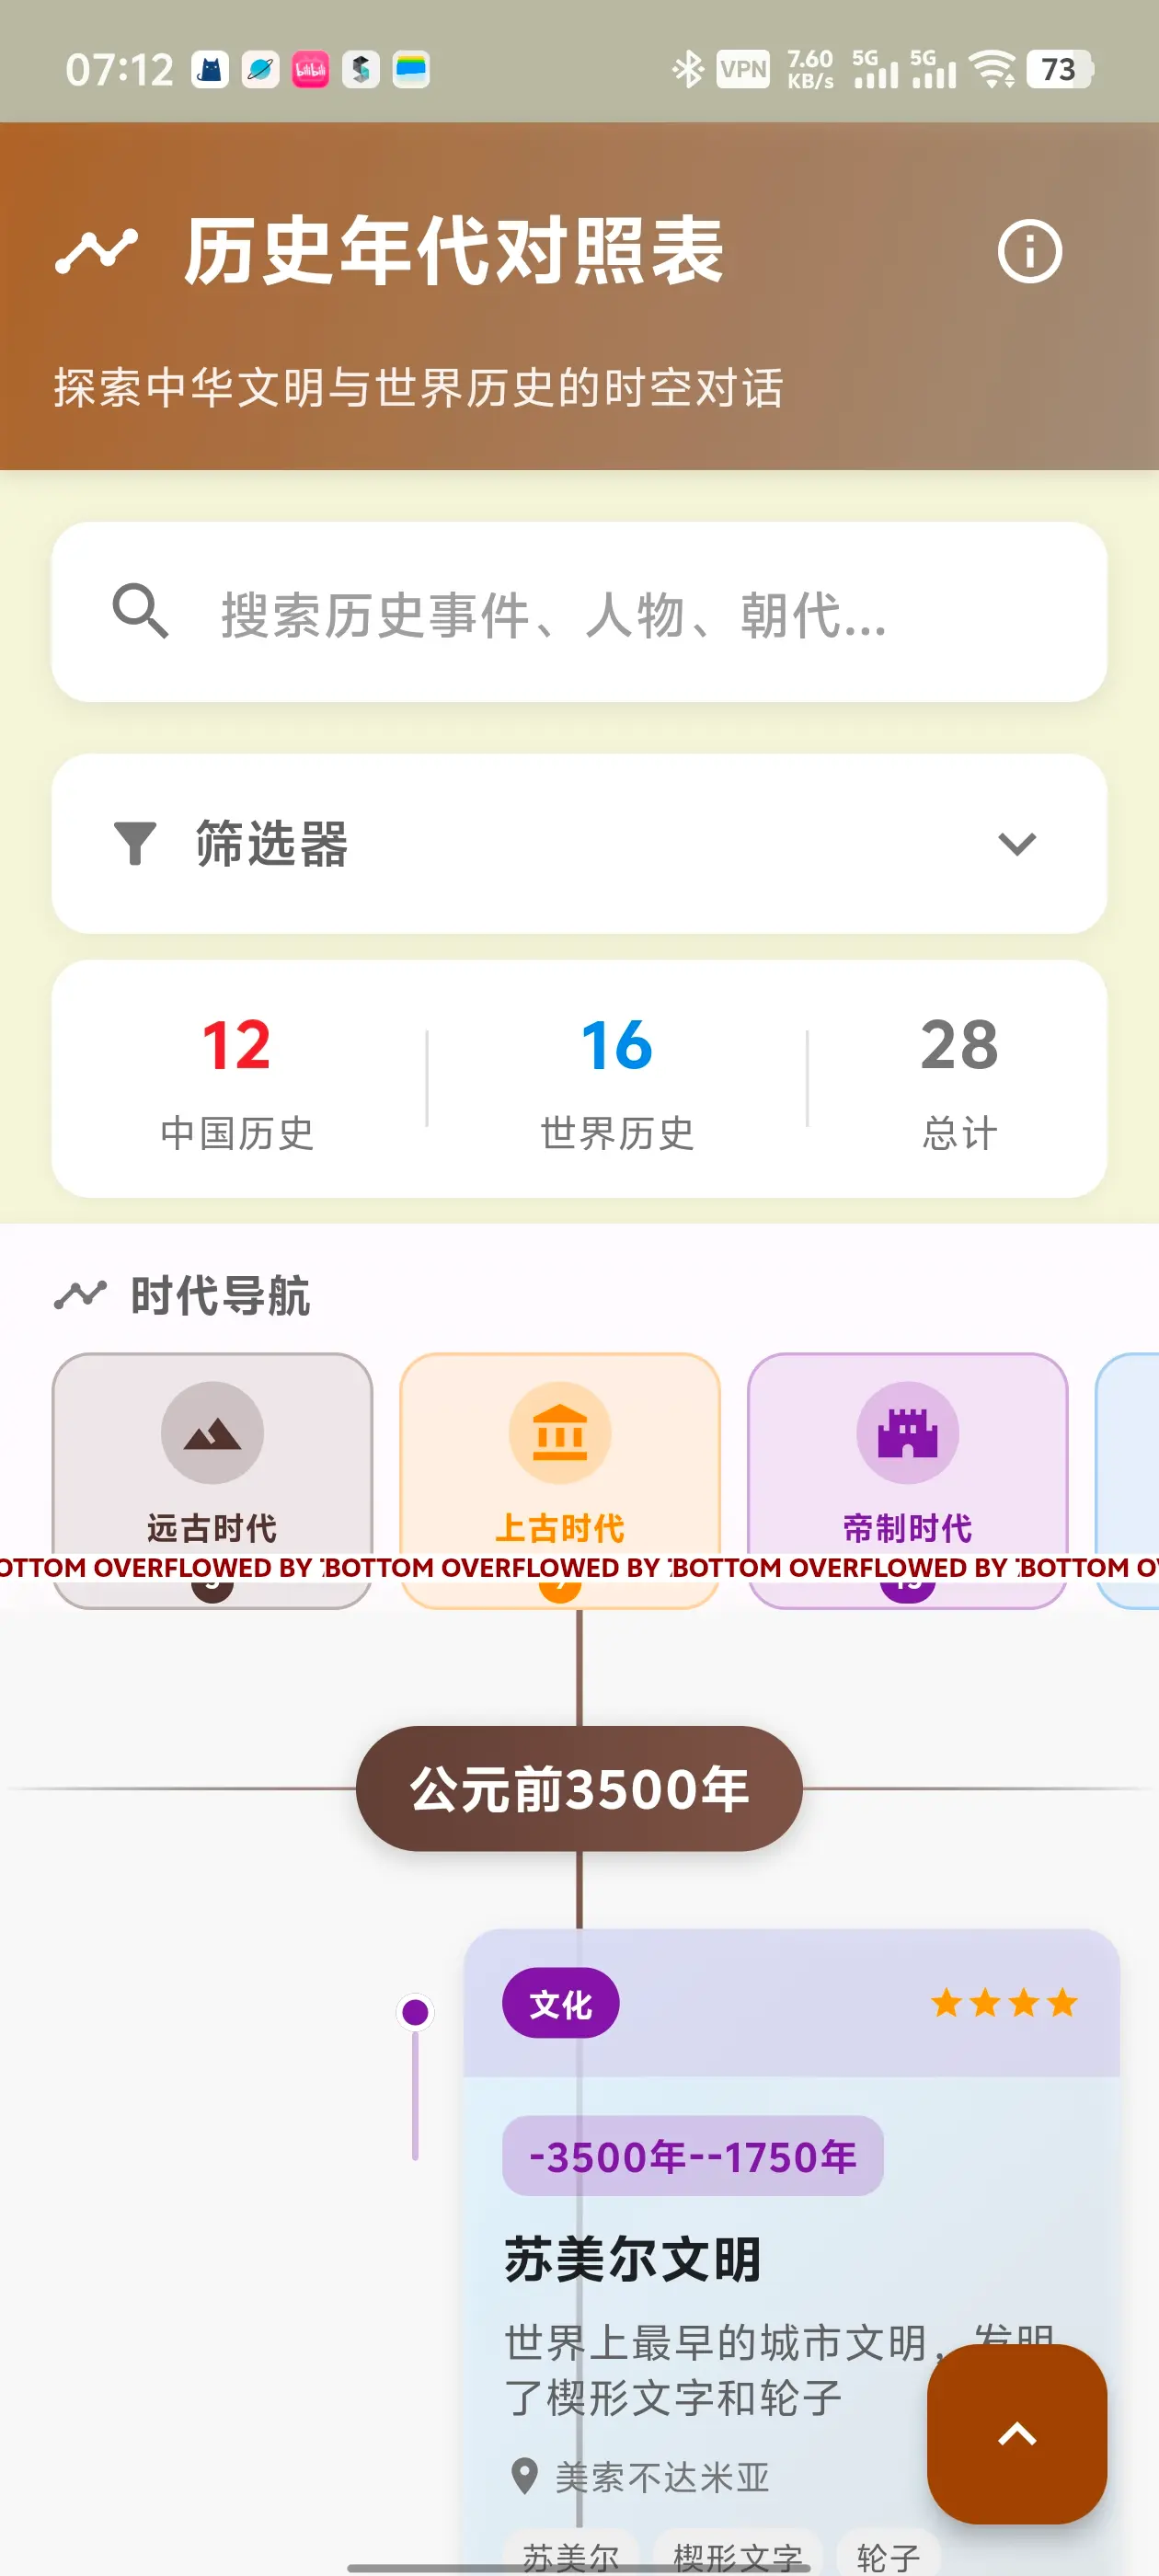 07:12
bilibili
VPN
7.60
KB/s
5G
5G
73
历史年代对照表
探索中华文明与世界历史的时空对话
搜索历史事件、人物、朝代...
筛选器
12
16
28
中国历史
世界历史
总计
时代导航
远古时代
上古时代
帝制时代
OTTOM OVERFLOWED BY
BOTTOM OVERFLOWED BY
BOTTOM OVERFLOWED BY
BOTTOM
公元前3500年
文化
-3500年--1750年
苏美尔文明
世界上最早的城市文明,发明
了楔形文字和轮子
美索不达米亚
苏美尔
楔形文字
轮子